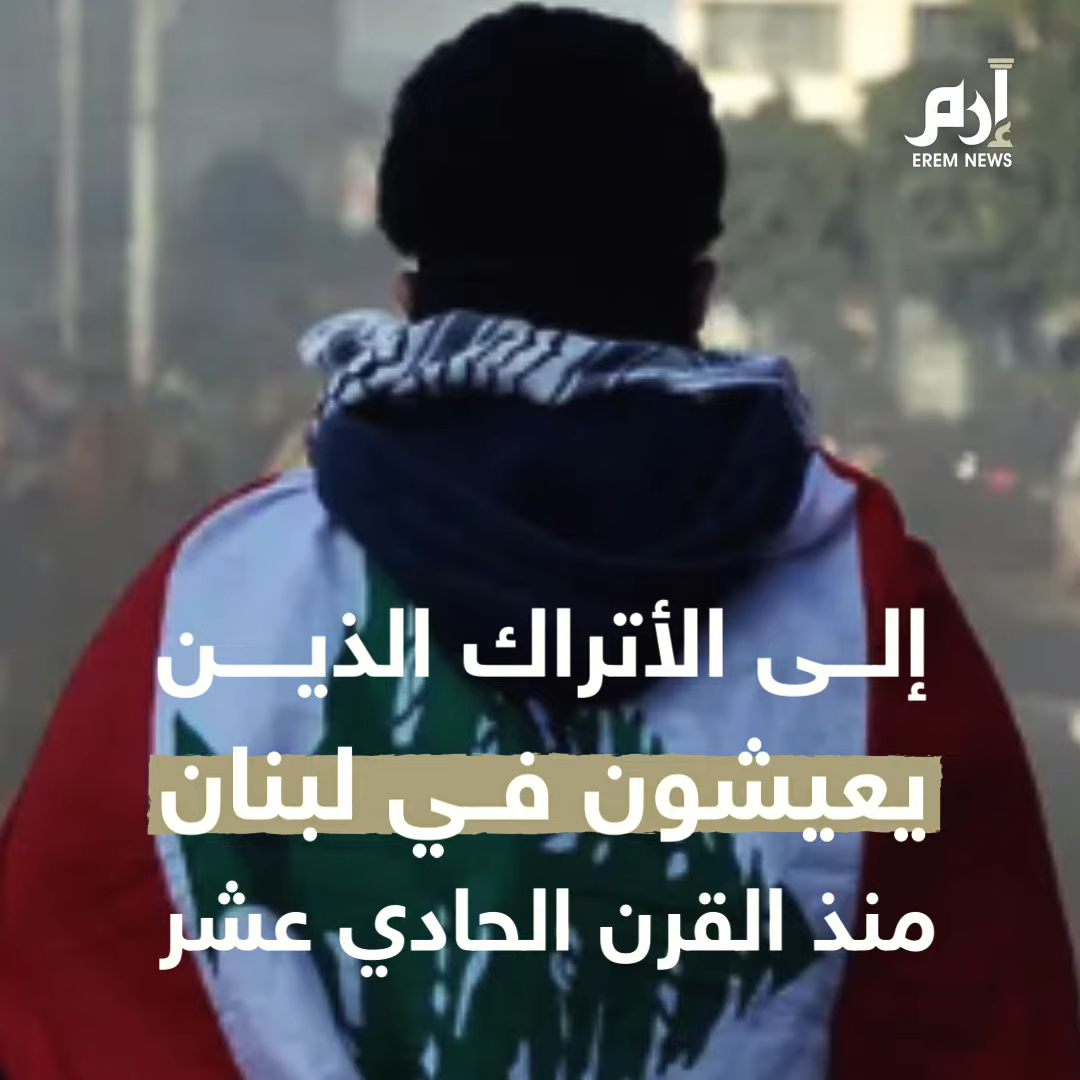 إرم
EREM NEWS
إلى الأتراك الذين
يعيشون في لبنان
منذ القرن الحادي عشر